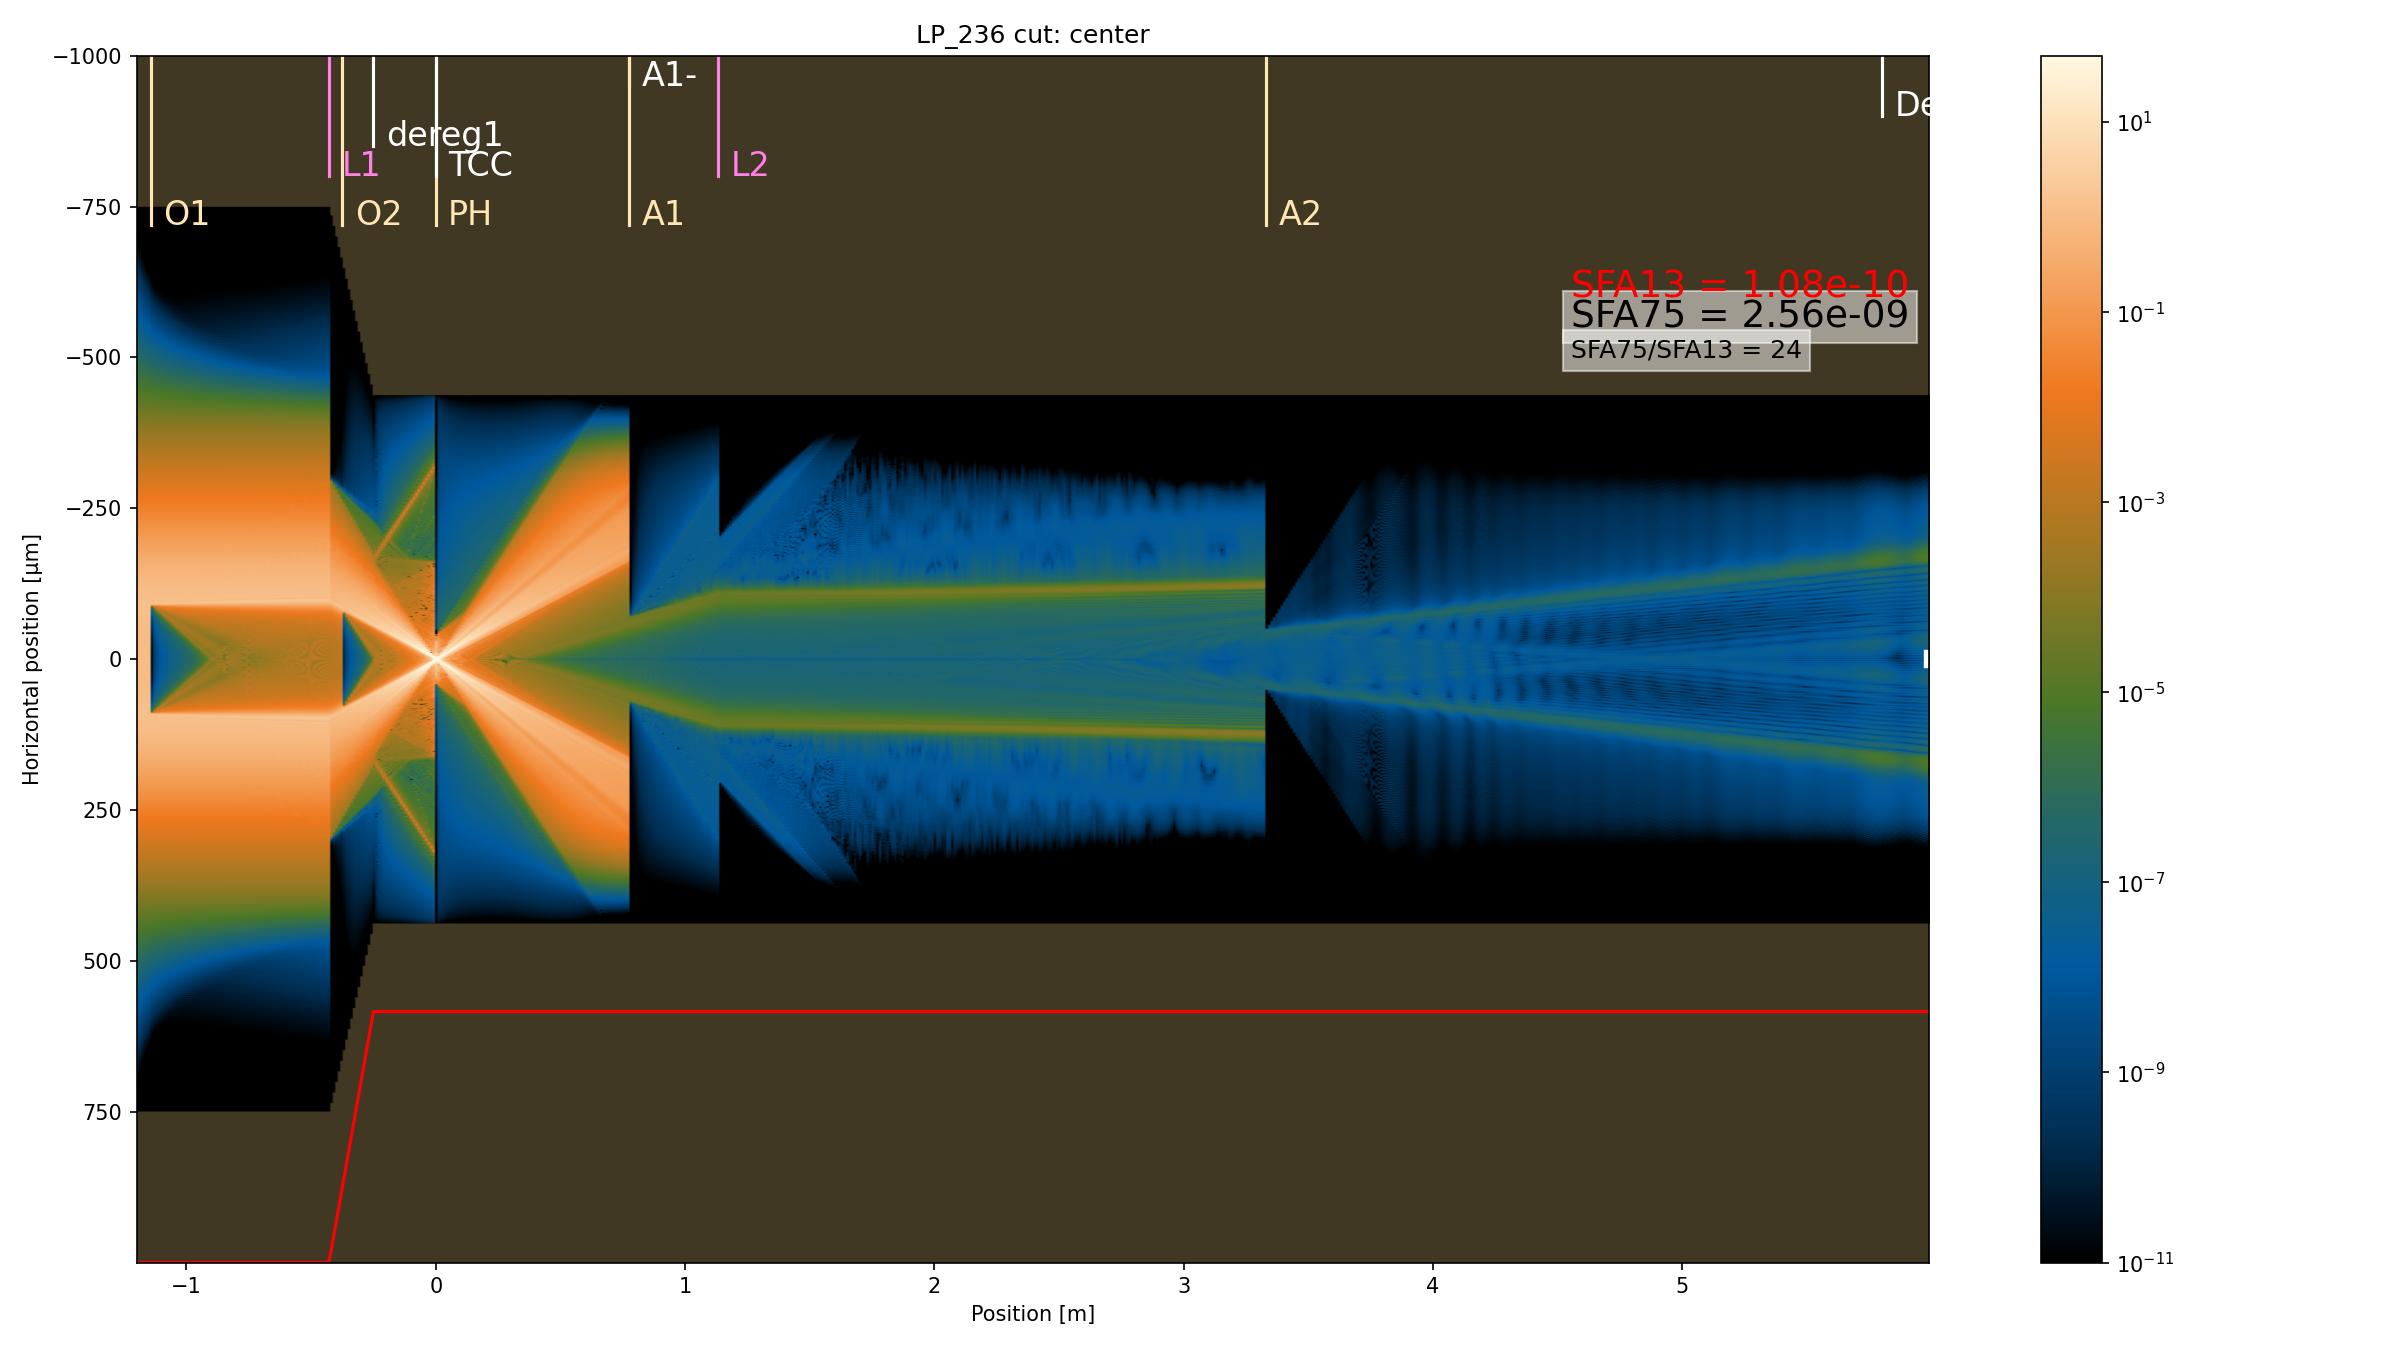 LP_236 cut: center
−1000
−750
−500
−250
0
250
500
750
Horizontal position [µm]
A1-
De
dereg1
L1
TCC
L2
O1
O2
PH
A1
A2
SFA13 = 1.08e-10
SFA75 = 2.56e-09
SFA75/SFA13 = 24
−1
0
1
2
3
4
5
Position [m]
10¹
10⁻¹
10⁻³
10⁻⁵
10⁻⁷
10⁻⁹
10⁻¹¹